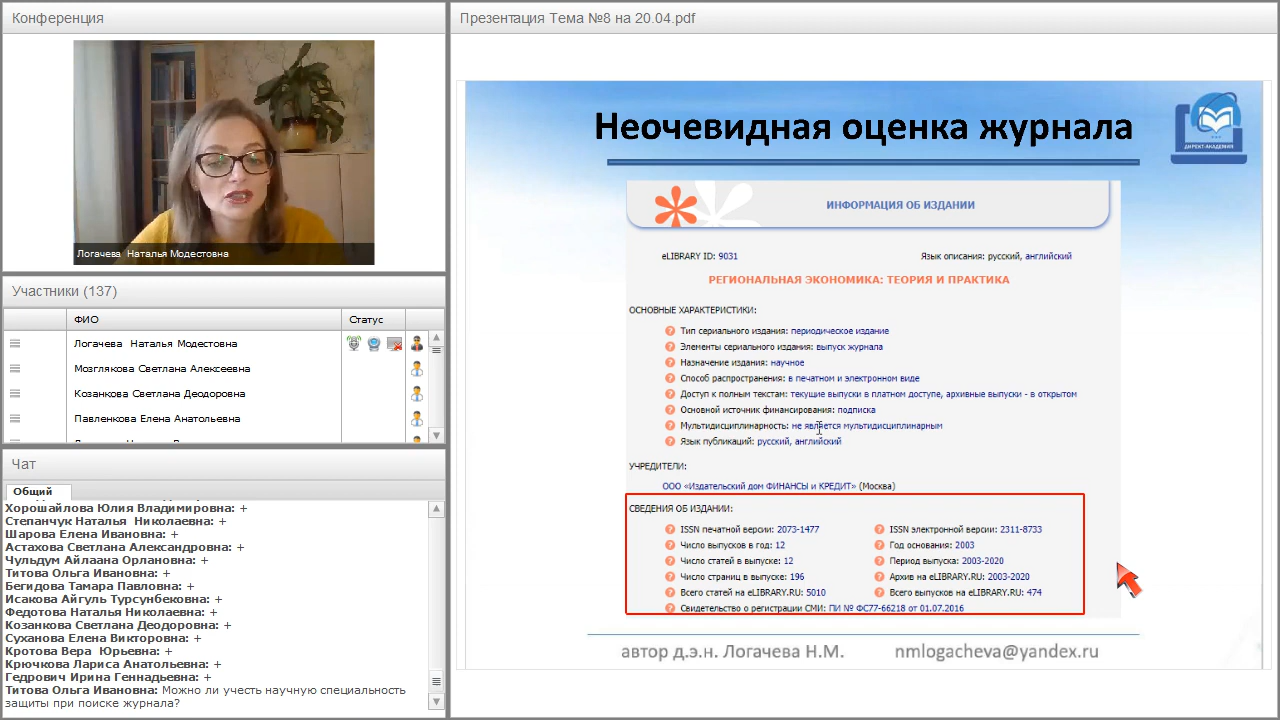 Конференция
Логачева Наталья Модестовна
Участники (137)
ФИО Статус
Логачева Наталья Модестовна
Мозглякова Светлана Алексеевна
Козанкова Светлана Деодоровна
Павленкова Елена Анатольевна
Чат
Общий
Хорошайлова Юлия Владимировна: +
Степанчук Наталья Николаевна: +
Шарова Елена Ивановна: +
Астахова Светлана Александровна: +
Чульдум Айлаана Орлановна: +
Титова Ольга Ивановна: +
Бегидова Тамара Павловна: +
Исакова Айгуль Турсунбековна: +
Федотова Наталья Николаевна: +
Козанкова Светлана Деодоровна: +
Суханова Елена Викторовна: +
Кротова Вера Юрьевна: +
Крючкова Лариса Анатольевна: +
Гедрович Ирина Геннадьевна: +
Титова Ольга Ивановна: Можно ли учесть научную специальность
защиты при поиске журнала?
Презентация Тема №8 на 20.04.pdf
Неочевидная оценка журнала
ДИРЕКТ-АКАДЕМИЯ
ИНФОРМАЦИЯ ОБ ИЗДАНИИ
eLIBRARY ID: 9031 Язык описания: русский, английский
РЕГИОНАЛЬНАЯ ЭКОНОМИКА: ТЕОРИЯ И ПРАКТИКА
ОСНОВНЫЕ ХАРАКТЕРИСТИКИ:
Тип сериального издания: периодическое издание
Элементы сериального издания: выпуск журнала
Назначение издания: научное
Способ распространения: в печатном и электронном виде
Доступ к полным текстам: текущие выпуски в платном доступе, архивные выпуски - в открытом
Основной источник финансирования: подписка
Мультидисциплинарность: не является мультидисциплинарным
Язык публикаций: русский, английский
УЧРЕДИТЕЛИ:
ООО «Издательский дом ФИНАНСЫ и КРЕДИТ» (Москва)
СВЕДЕНИЯ ОБ ИЗДАНИИ:
ISSN печатной версии: 2073-1477 ISSN электронной версии: 2311-8733
Число выпусков в год: 12 Год основания: 2003
Число статей в выпуске: 12 Период выпуска: 2003-2020
Число страниц в выпуске: 196 Архив на eLIBRARY.RU: 2003-2020
Всего статей на eLIBRARY.RU: 5010 Всего выпусков на eLIBRARY.RU: 474
Свидетельство о регистрации СМИ: ПИ № ФС77-66218 от 01.07.2016
автор д.э.н. Логачева Н.М. nmlogacheva@yandex.ru